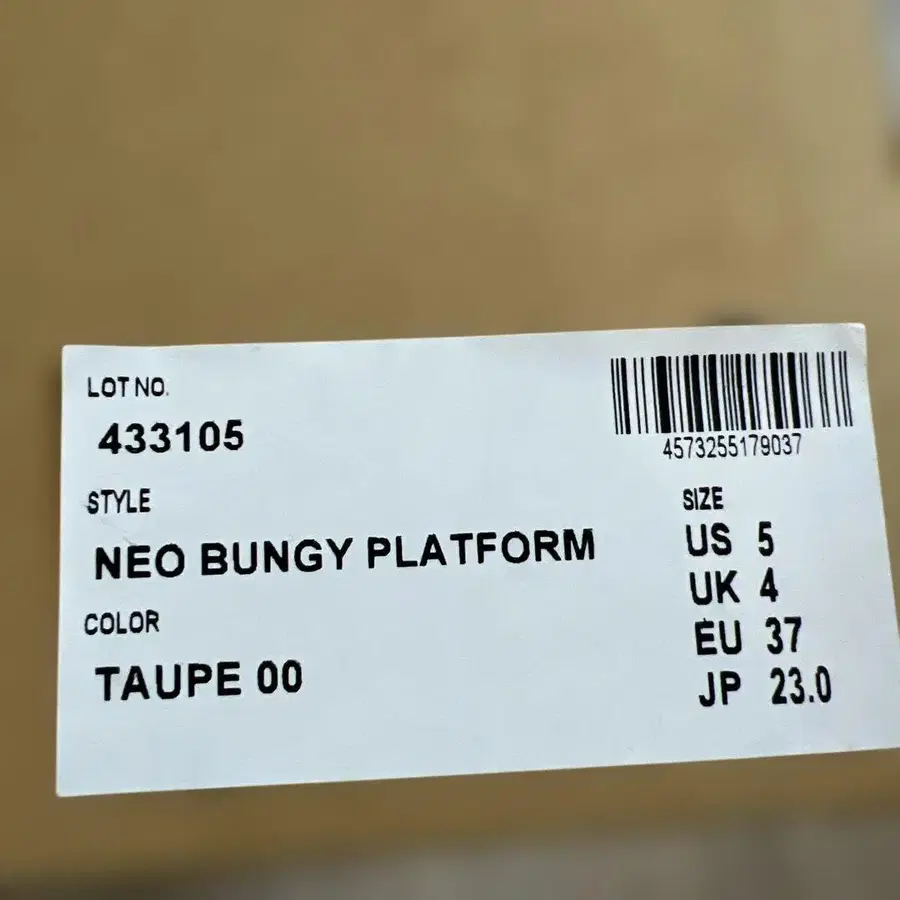 LOT NO.
433105
STYLE
NEO BUNGY PLATFORM
COLOR
TAUPE 00
4573255179037
SIZE
US 5
UK 4
EU 37
JP 23.0